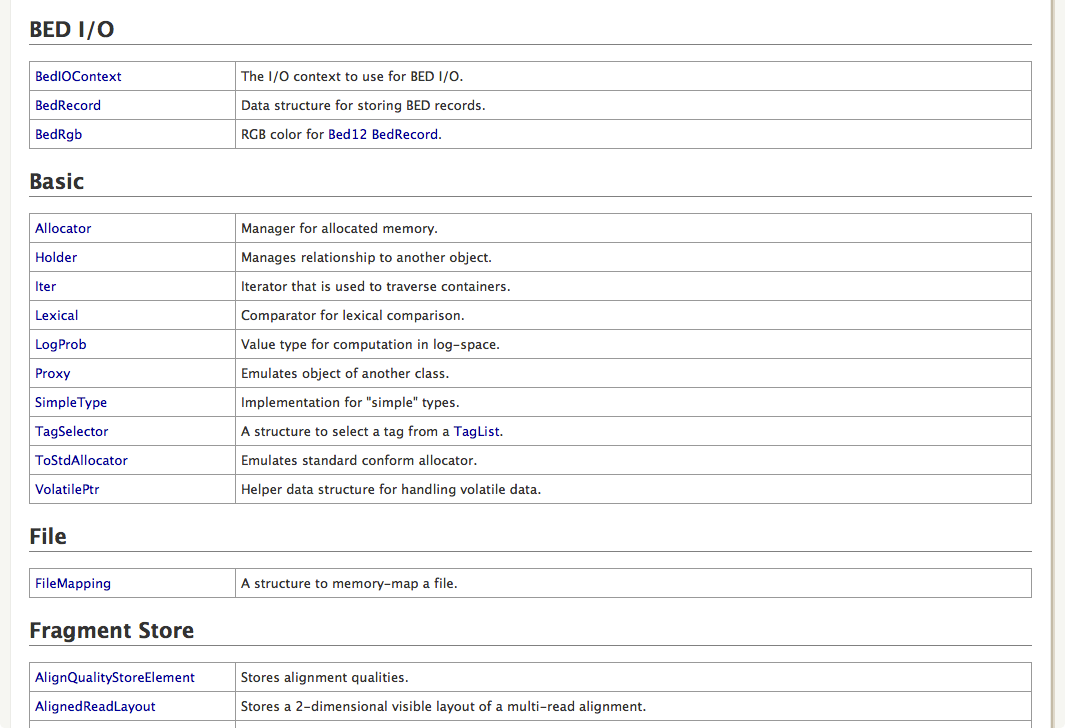 BED I/O
BedIOContext The I/O context to use for BED I/O.
BedRecord Data structure for storing BED records.
BedRgb RGB color for Bed12 BedRecord.
Basic
Allocator Manager for allocated memory.
Holder Manages relationship to another object.
Iter Iterator that is used to traverse containers.
Lexical Comparator for lexical comparison.
LogProb Value type for computation in log-space.
Proxy Emulates object of another class.
SimpleType Implementation for "simple" types.
TagSelector A structure to select a tag from a TagList.
ToStdAllocator Emulates standard conform allocator.
VolatilePtr Helper data structure for handling volatile data.
File
FileMapping A structure to memory-map a file.
Fragment Store
AlignQualityStoreElement Stores alignment qualities.
AlignedReadLayout Stores a 2-dimensional visible layout of a multi-read alignment.